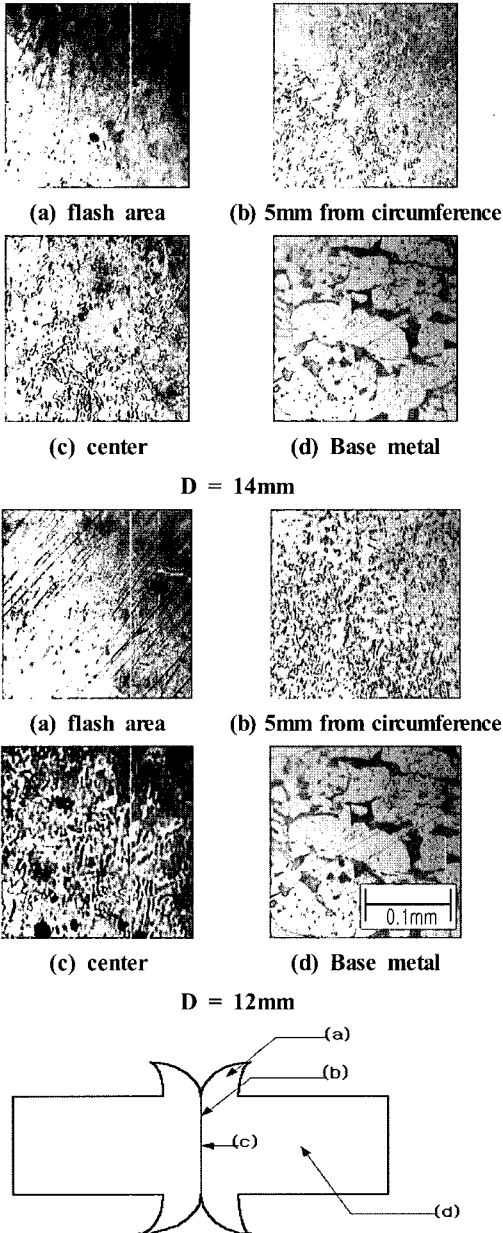 (a) flash area
(b) 5mm from circumference
(c) center
(d) Base metal
D = 14mm
(a) flash area
(b) 5mm from circumference
0.1mm
(c) center
(d) Base metal
D = 12mm
(a)
(b)
(c)
(d)